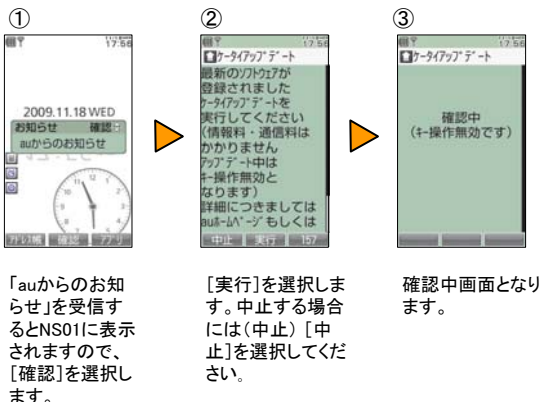 ① ② ③
17:56
2009.11.18 WED
お知らせ 確認
auからのお知らせ
12
アドレス帳 確認 アプリ
17:56
ケータイアップデート
最新のソフトウェアが
登録されました
ケータイアップデートを
実行してください
(情報料・通信料は
かかりません
アップデート中は
キー操作無効と
なります)
詳細につきましては
auホームページもしくは
中止 実行 157
17:56
ケータイアップデート
確認中
(キー操作無効です)
「auからのお知
らせ」を受信す
るとNS01に表示
されますので、
[確認]を選択し
ます。
[実行]を選択しま
す。中止する場合
には(中止) [中
止]を選択してくだ
さい。
確認中画面となり
ます。